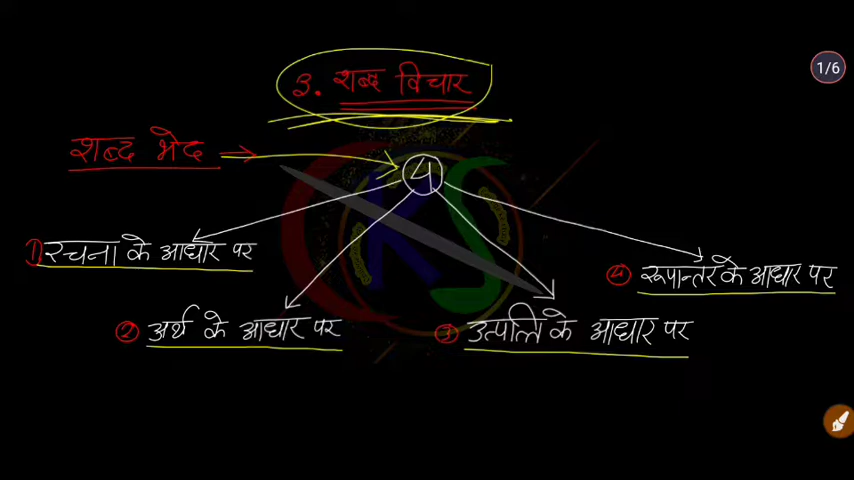 3. शब्द विचार
1/6
शब्द भेद
4
① रचना के आधार पर
④ रूपान्तर के आधार पर
② अर्थ के आधार पर
③ उत्पत्ति के आधार पर